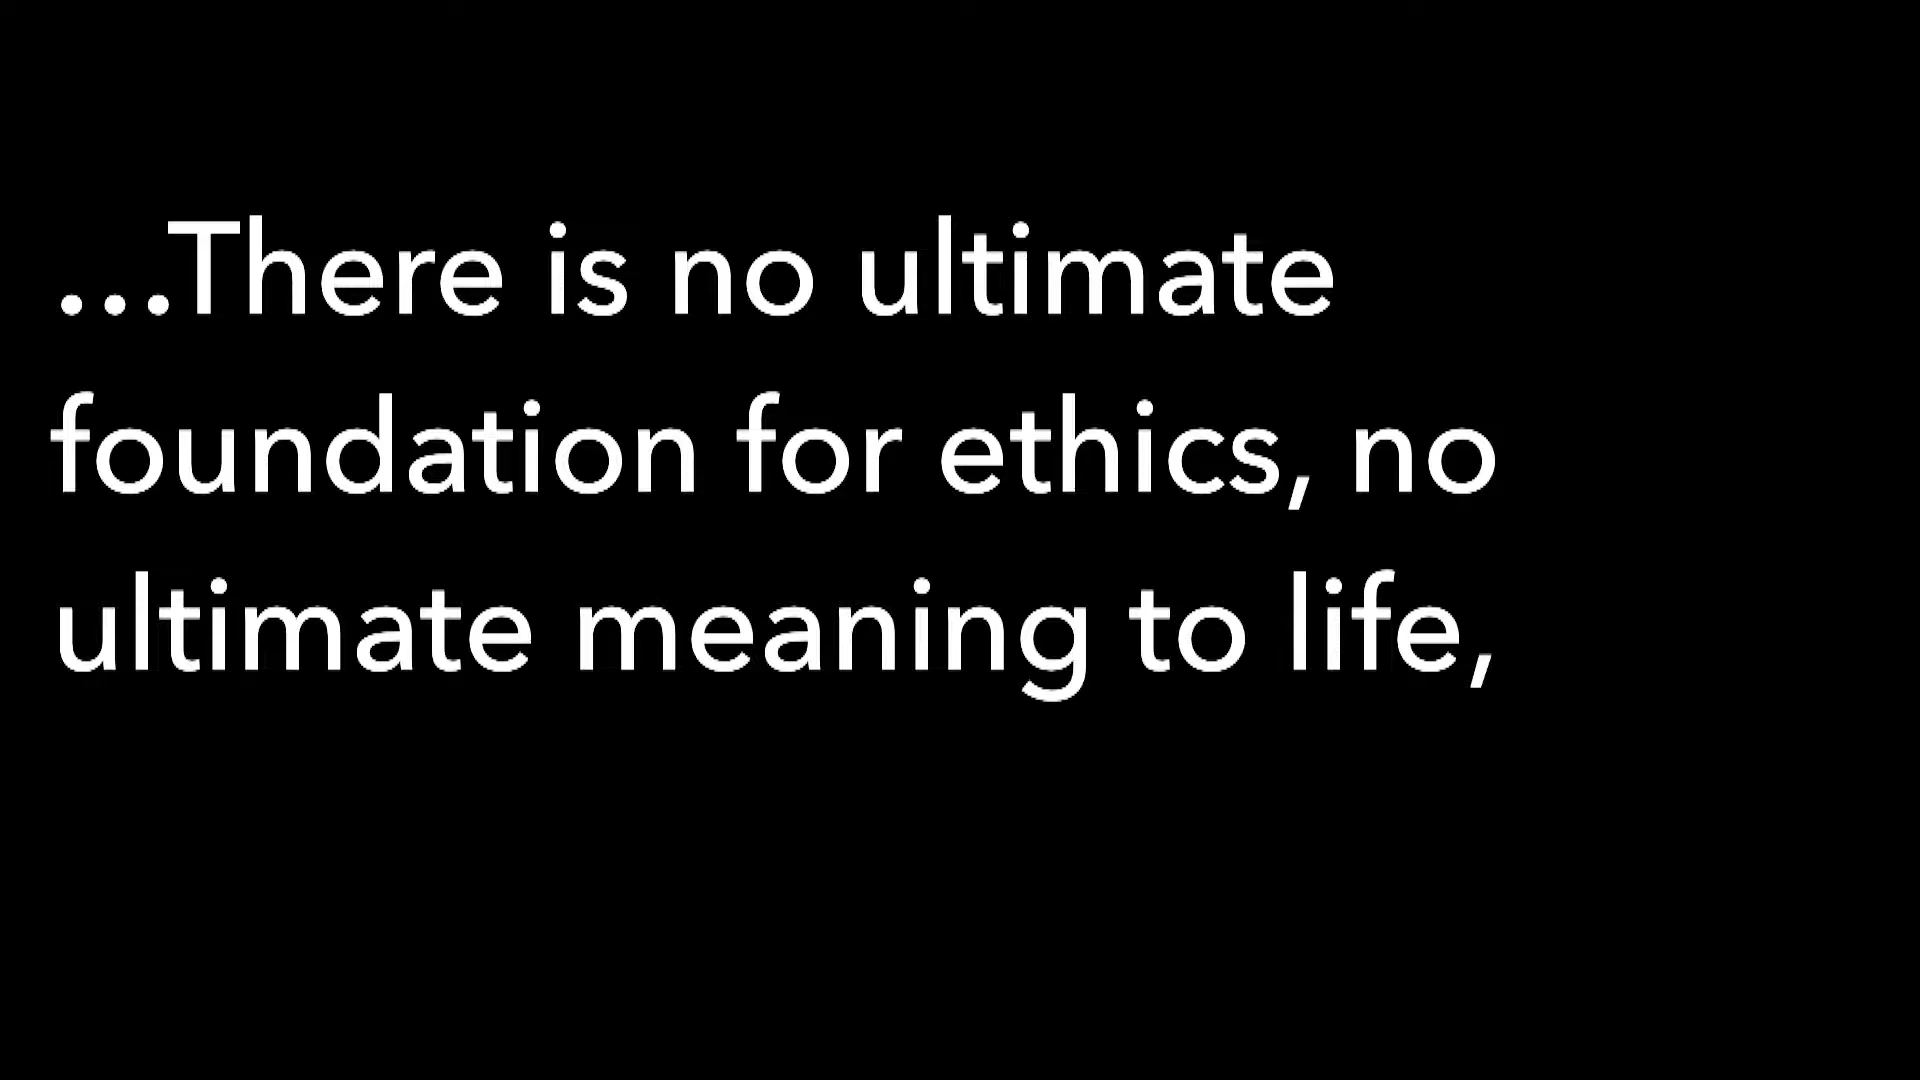 ...There is no ultimate
foundation for ethics, no
ultimate meaning to life,